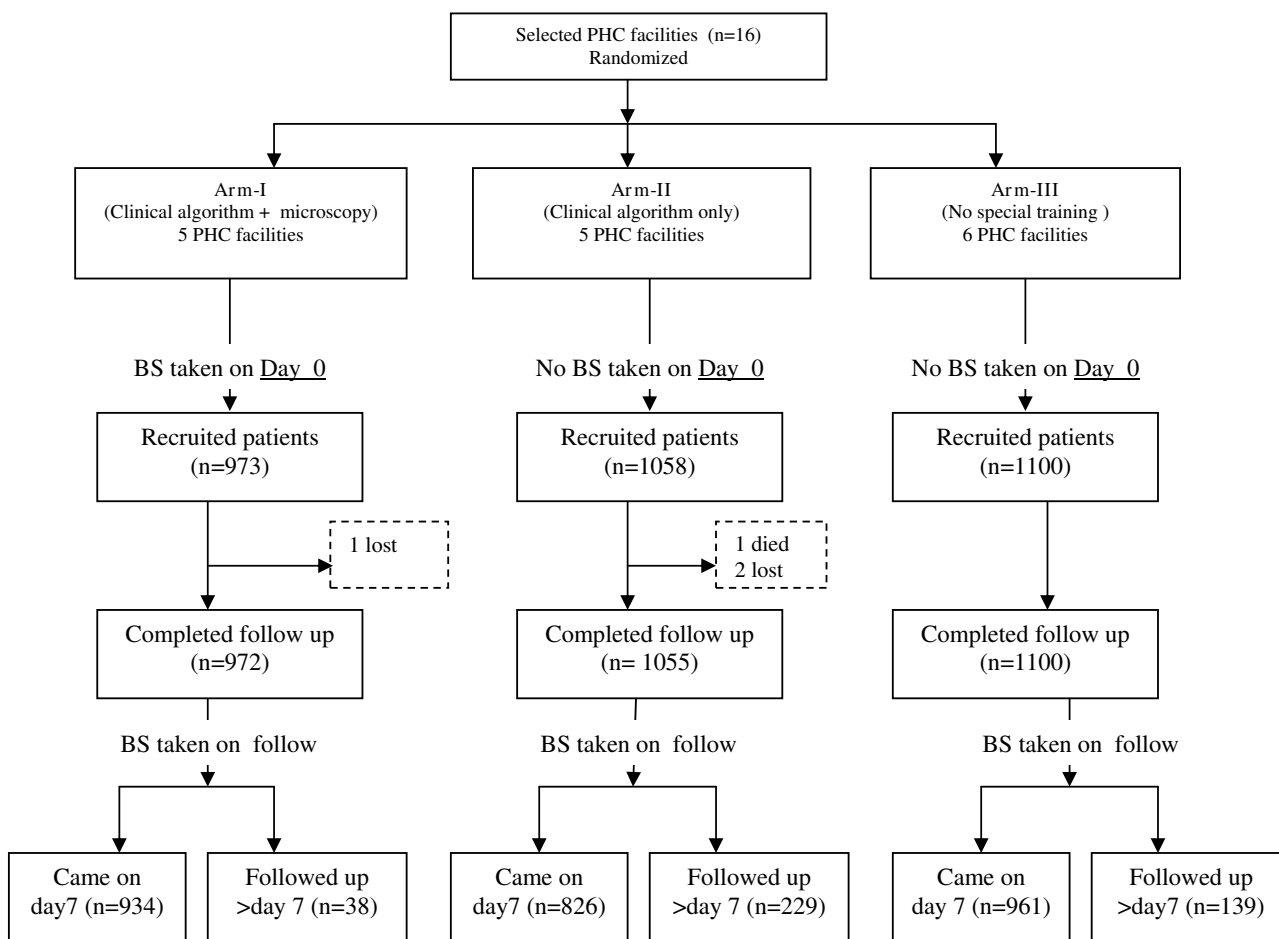 Selected PHC facilities (n=16)
Randomized
Arm-I
(Clinical algorithm + microscopy)
5 PHC facilities
Arm-II
(Clinical algorithm only)
5 PHC facilities
Arm-III
(No special training )
6 PHC facilities
BS taken on Day 0
No BS taken on Day 0
No BS taken on Day 0
Recruited patients
(n=973)
Recruited patients
(n=1058)
Recruited patients
(n=1100)
1 lost
1 died
2 lost
Completed follow up
(n=972)
Completed follow up
(n= 1055)
Completed follow up
(n=1100)
BS taken on follow
BS taken on follow
BS taken on follow
Came on
day7 (n=934)
Followed up
>day 7 (n=38)
Came on
day7 (n=826)
Followed up
>day 7 (n=229)
Came on
day 7 (n=961)
Followed up
>day7 (n=139)